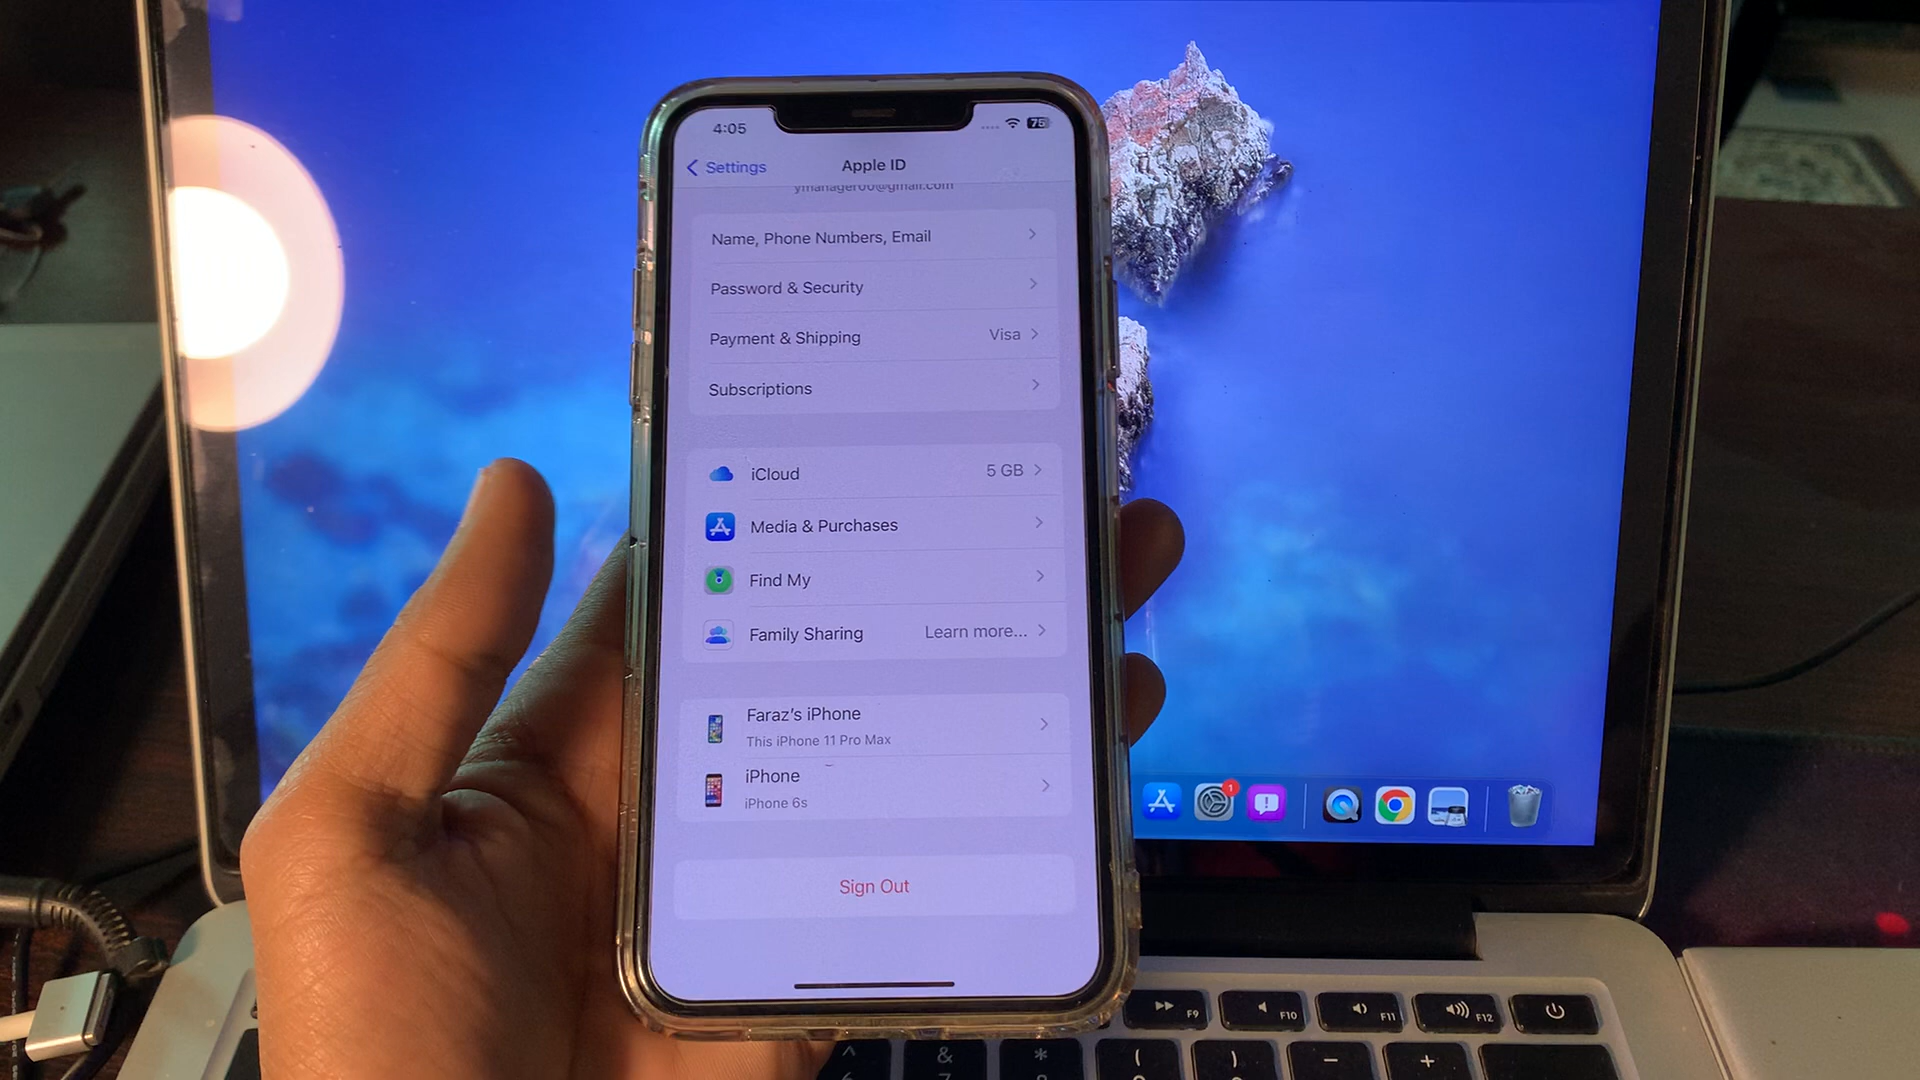 4:05
75
Settings
Apple ID
Name, Phone Numbers, Email
Password & Security
Payment & Shipping Visa
Subscriptions
iCloud 5 GB
Media & Purchases
Find My
Family Sharing Learn more...
Faraz's iPhone
This iPhone 11 Pro Max
iPhone
iPhone 6s
Sign Out
1
F9
F10
F11
F12
^ & * ( ) − +